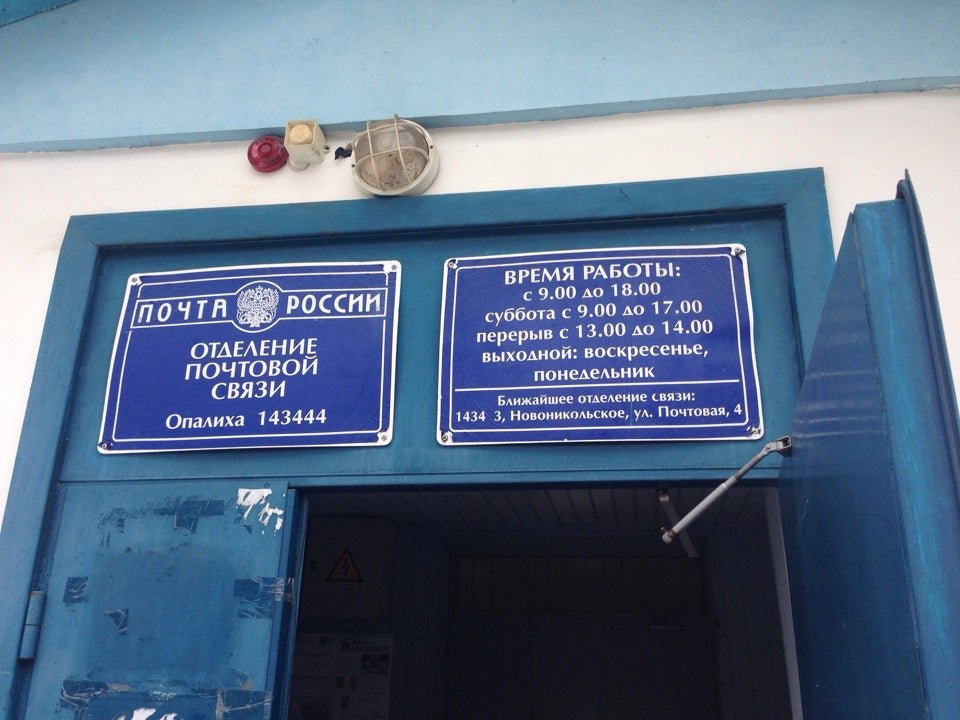 ПОЧТА РОССИИ
ОТДЕЛЕНИЕ
ПОЧТОВОЙ
СВЯЗИ
Опалиха 143444
ВРЕМЯ РАБОТЫ:
с 9.00 до 18.00
суббота с 9.00 до 17.00
перерыв с 13.00 до 14.00
выходной: воскресенье,
понедельник
Ближайшее отделение связи:
1434 3, Новоникольское, ул. Почтовая, 4